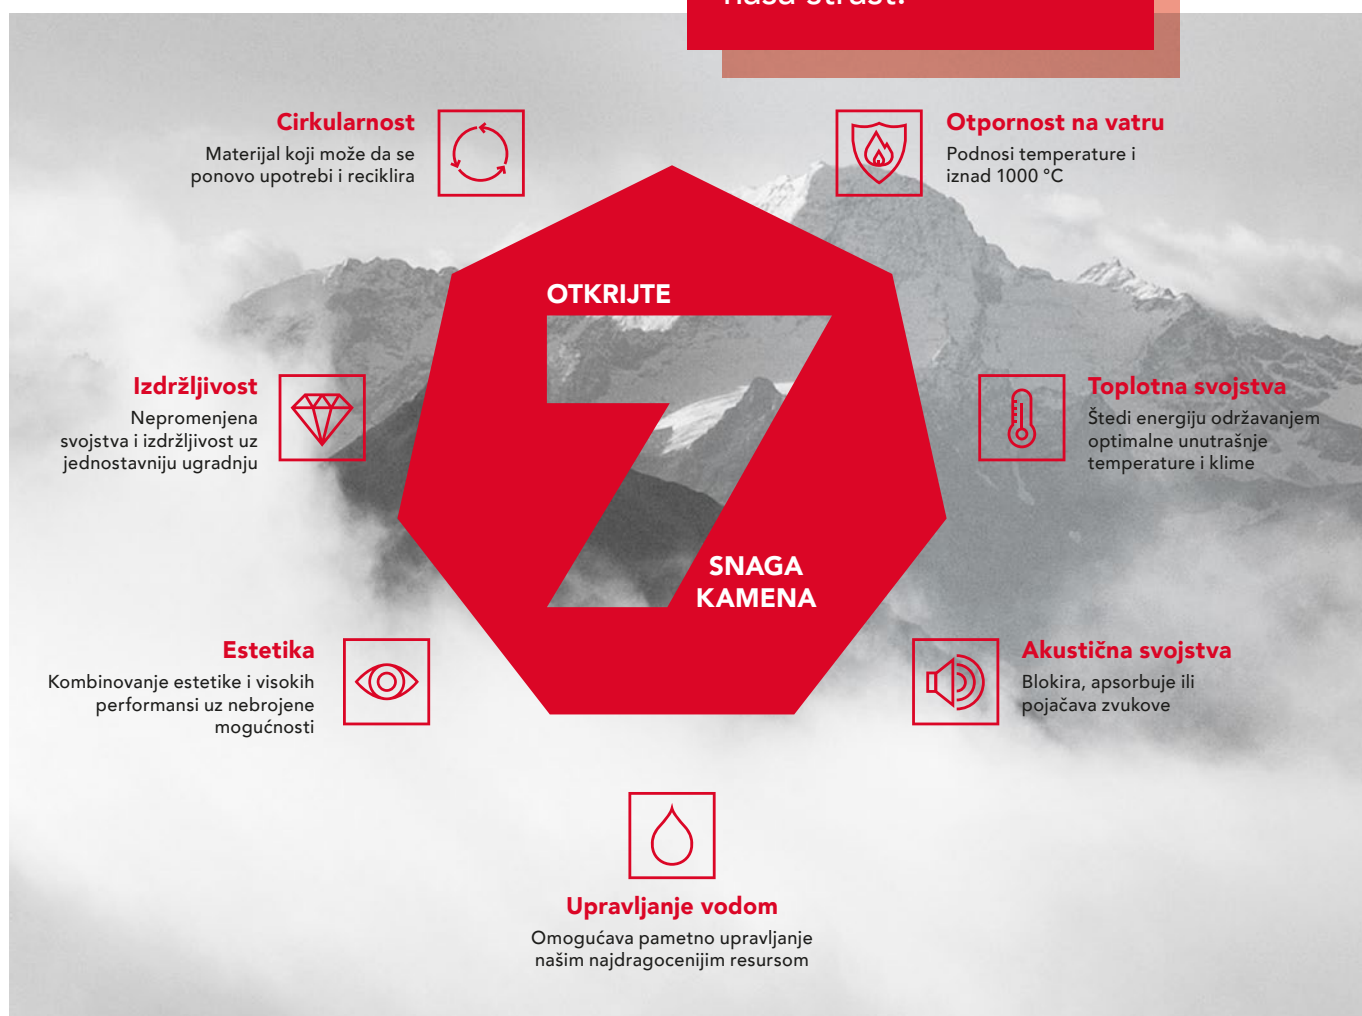 naša strast.
Cirkularnost
Materijal koji može da se
ponovo upotrebi i reciklira
Otpornost na vatru
Podnosi temperature i
iznad 1000 °C
OTKRIJTE
7
SNAGA
KAMENA
Izdržljivost
Nepromenjena
svojstva i izdržljivost uz
jednostavniju ugradnju
Toplotna svojstva
Štedi energiju održavanjem
optimalne unutrašnje
temperature i klime
Estetika
Kombinovanje estetike i visokih
performansi uz nebrojene
mogućnosti
Akustična svojstva
Blokira, apsorbuje ili
pojačava zvukove
Upravljanje vodom
Omogućava pametno upravljanje
našim najdragocenijim resursom